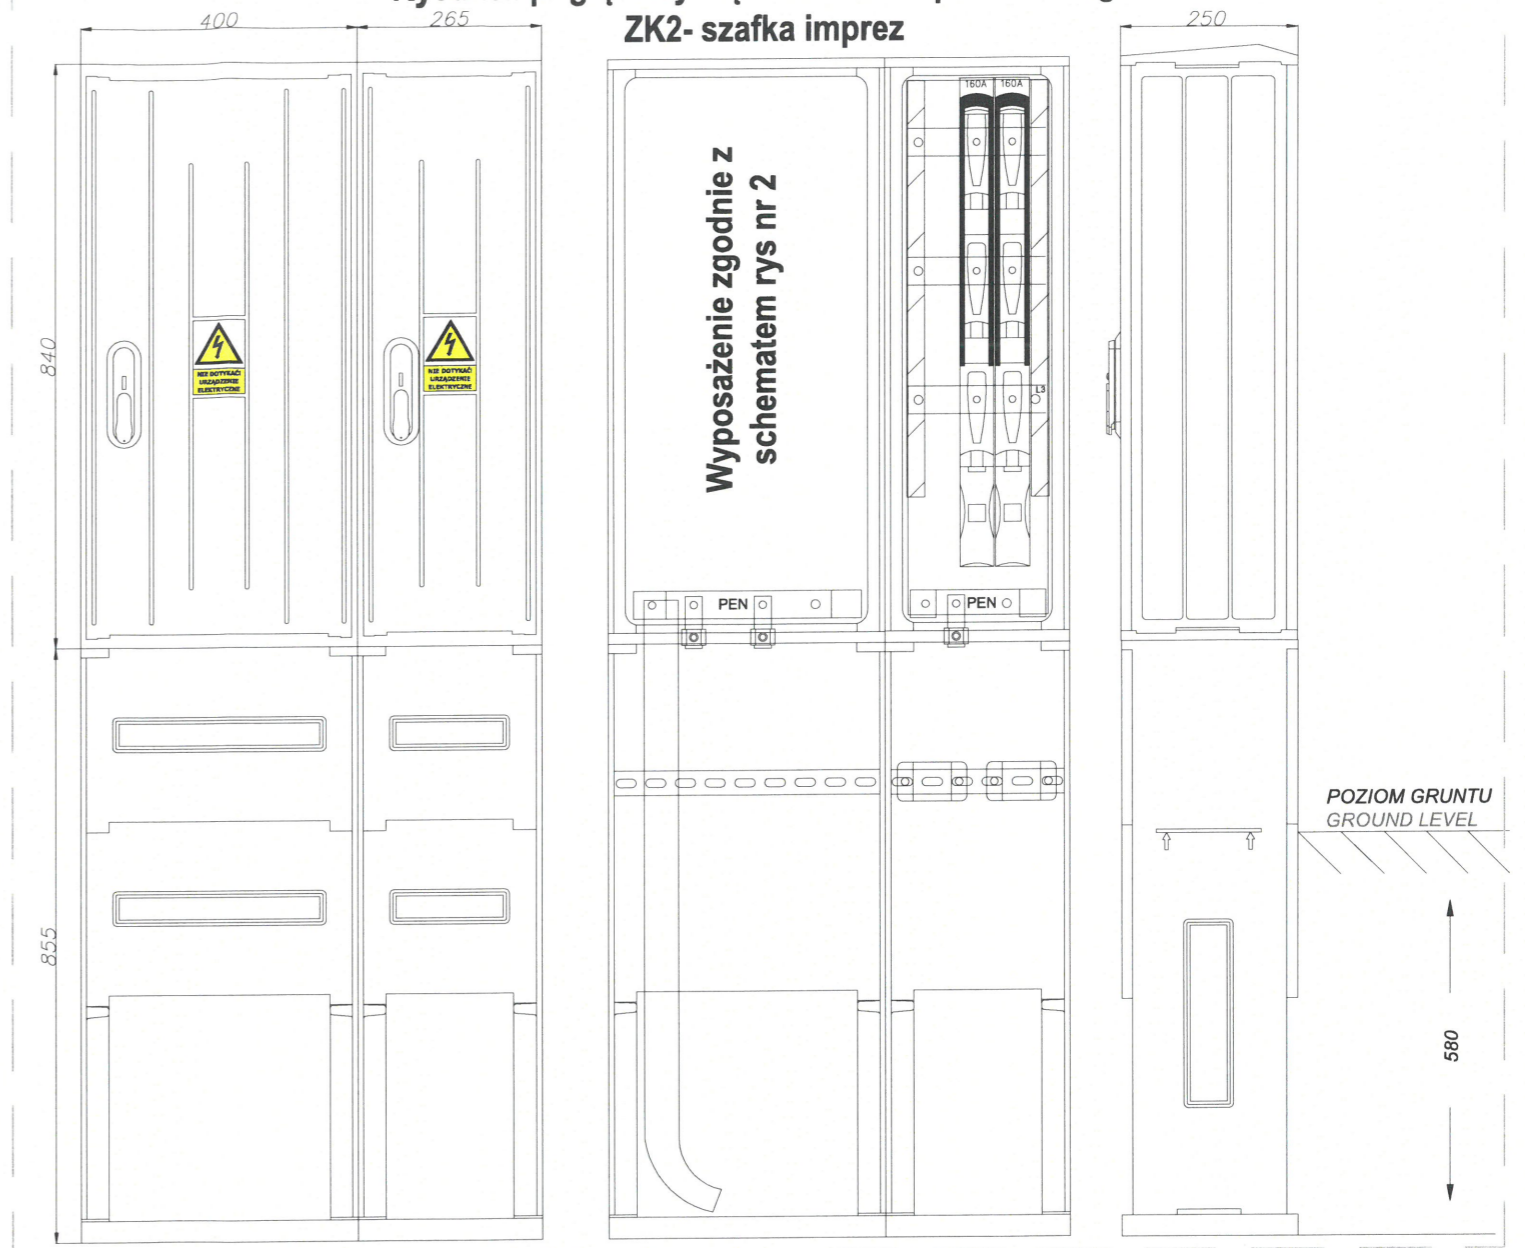 400
265
ZK2- szafka imprez
250
840
855
NIE DOTYKAĆ!
URZĄDZENIE
ELEKTRYCZNE
NIE DOTYKAĆ!
URZĄDZENIE
ELEKTRYCZNE
Wyposażenie zgodnie z
schematem rys nr 2
160A
160A
L3
PEN
PEN
POZIOM GRUNTU
GROUND LEVEL
580